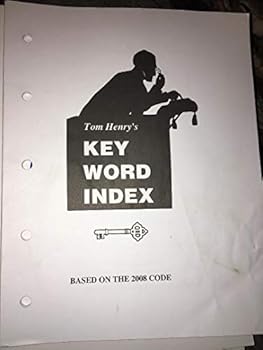 Tom Henry's
KEY
WORD
INDEX
BASED ON THE 2008 CODE